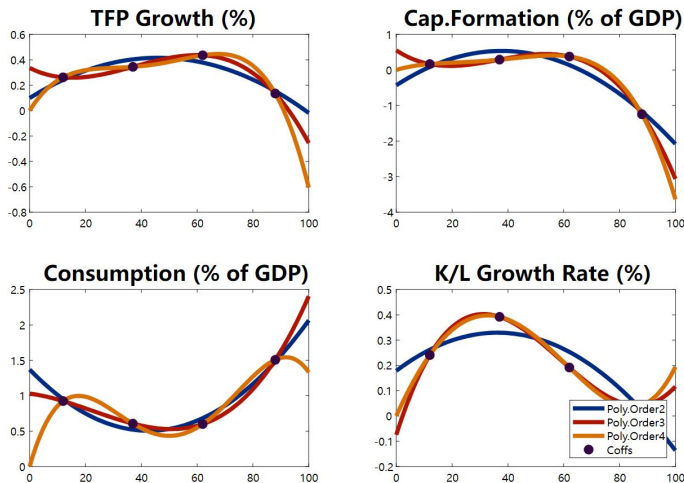 TFP Growth (%)
0.6
0.4
0.2
0
0.2
0.4
0.6
-0.8
0 20 40 60 80 100
Cap.Formation (% of GDP)
1
0
-1
-2
-3
-4
0 20 40 60 80 100
Consumption (% of GDP)
2.5
2
1.5
1
0.5
0
0 20 40 60 80 100
K/L Growth Rate (%)
0.5
0.4
0.3
0.2
0.1
0
-0.1
-0.2
0 20 40 60 80 100
Poly.Order2
Poly.Order3
Poly.Order4
Coffs